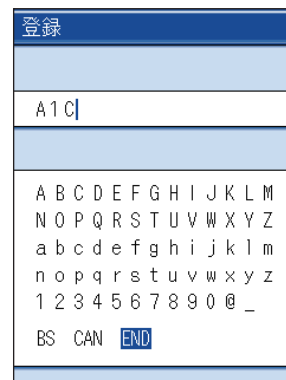 登録
A1C
A B C D E F G H I J K L M
N O P Q R S T U V W X Y Z
a b c d e f g h i j k l m
n o p q r s t u v w x y z
1 2 3 4 5 6 7 8 9 0 @ _
BS CAN END